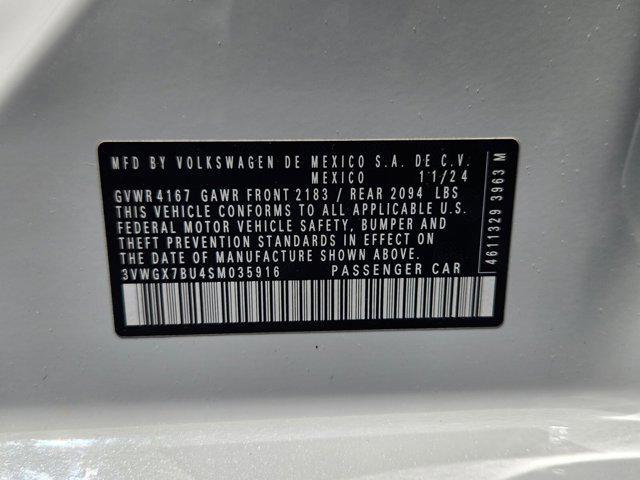 MFD BY VOLKSWAGEN DE MEXICO S.A. DE C.V.
MEXICO 11/24
GVWR 4167 GAWR FRONT 2183 / REAR 2094 LBS
THIS VEHICLE CONFORMS TO ALL APPLICABLE U.S.
FEDERAL MOTOR VEHICLE SAFETY, BUMPER AND
THEFT PREVENTION STANDARDS IN EFFECT ON
THE DATE OF MANUFACTURE SHOWN ABOVE.
3VWGX7BU4SM035916 PASSENGER CAR
46111329 3963 M